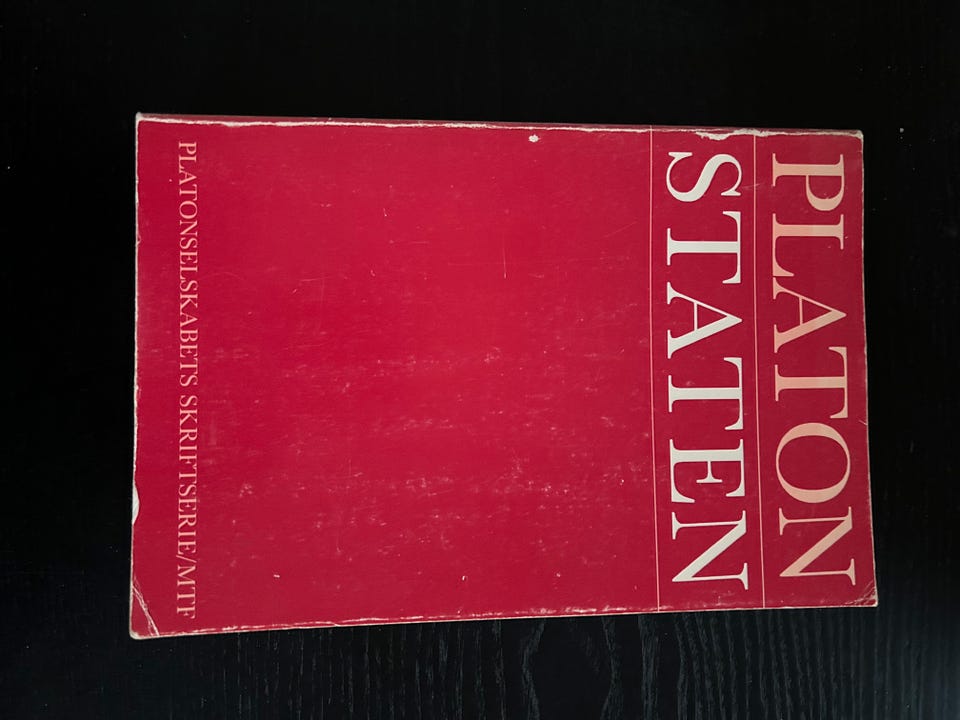 PLATON
STATEN
PLATONSELSKABETS SKRIFTSERIE/MTF